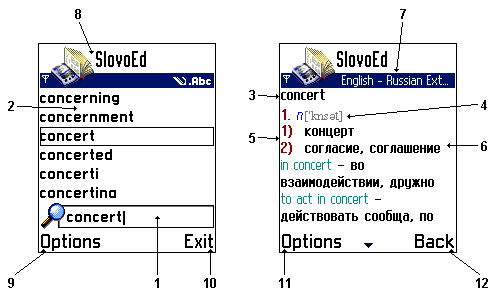 8
7
SlovoEd
.Abc
2
concerning
concernment
concert
concerted
concerti
concertina
concert
Options Exit
9
1
10
SlovoEd
English - Russian Ext...
3
concert
4
1. n ['knsət]
5
1) концерт
2) согласие, соглашение
6
in concert – во
взаимодействии, дружно
to act in concert –
действовать сообща, по
Options Back
11
12